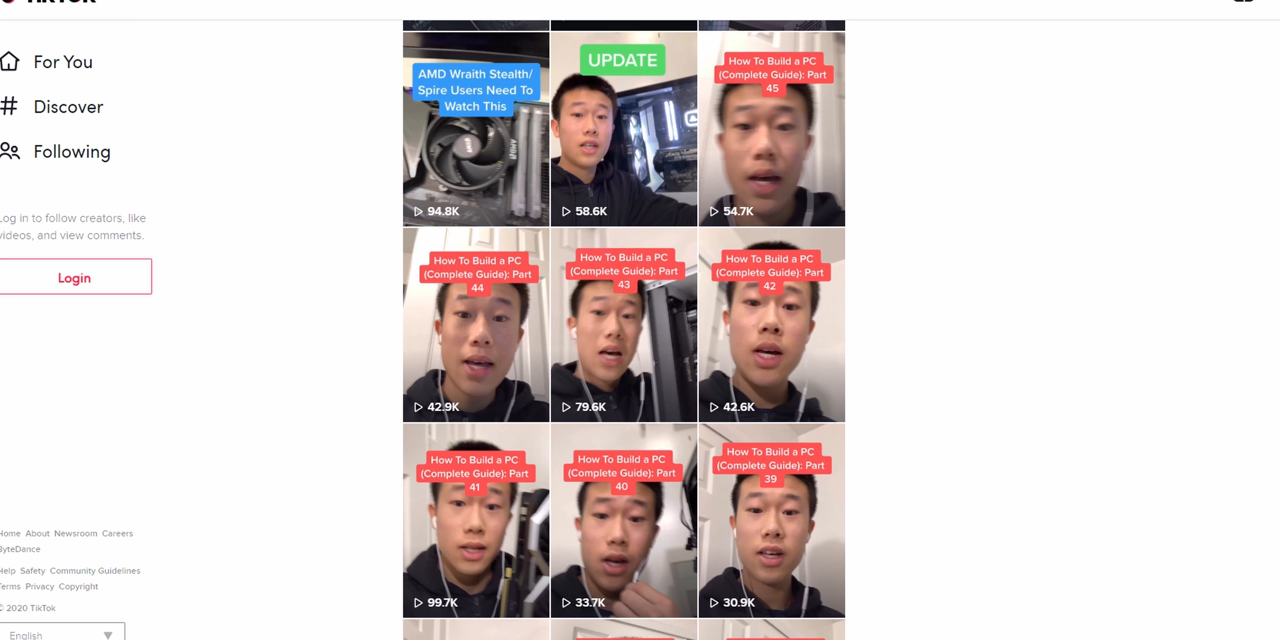 TikTok
For You
Discover
Following
Log in to follow creators, like
videos, and view comments.
Login
Home About Newsroom Careers
ByteDance
Help Safety Community Guidelines
Terms Privacy Copyright
© 2020 TikTok
English
AMD Wraith Stealth/
Spire Users Need To
Watch This
94.8K
UPDATE
58.6K
How To Build a PC
(Complete Guide): Part
45
54.7K
How To Build a PC
(Complete Guide): Part
44
42.9K
How To Build a PC
(Complete Guide): Part
43
79.6K
How To Build a PC
(Complete Guide): Part
42
42.6K
How To Build a PC
(Complete Guide): Part
41
99.7K
How To Build a PC
(Complete Guide): Part
40
33.7K
How To Build a PC
(Complete Guide): Part
39
30.9K